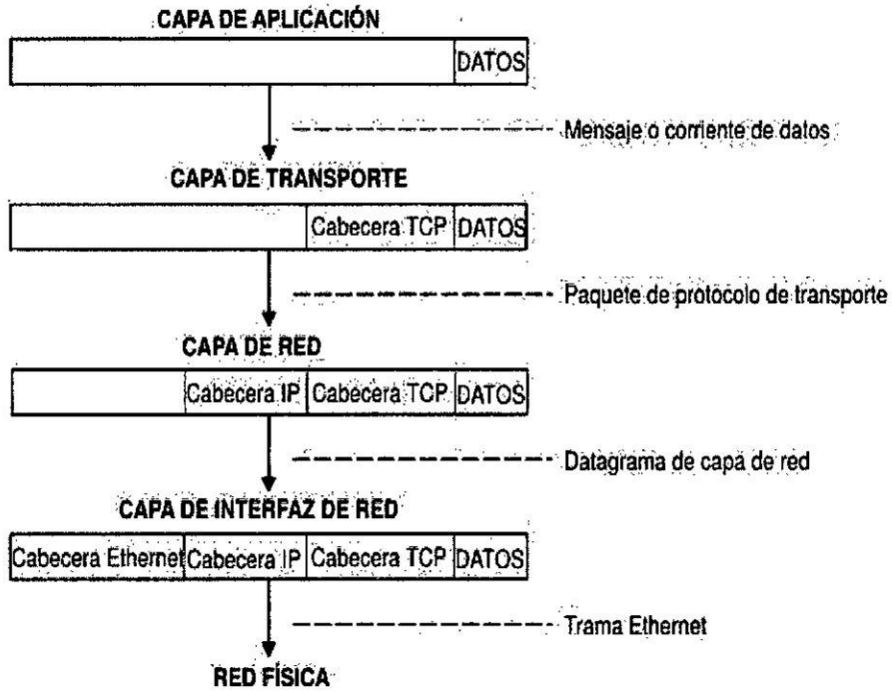 CAPA DE APLICACIÓN
DATOS
Mensaje o corriente de datos
CAPA DE TRANSPORTE
Cabecera TCP DATOS
Paquete de protocolo de transporte
CAPA DE RED
Cabecera IP Cabecera TCP DATOS
Datagrama de capa de red
CAPA DE INTERFAZ DE RED
Cabecera Ethernet Cabecera IP Cabecera TCP DATOS
Trama Ethernet
RED FÍSICA